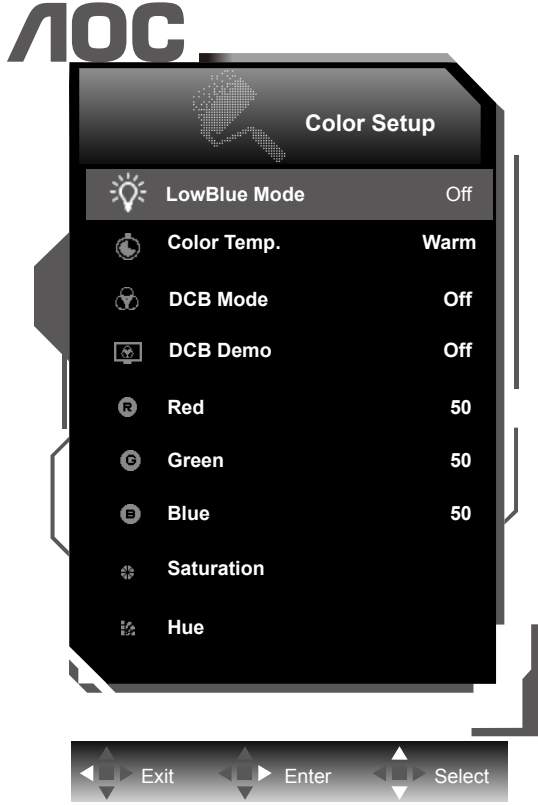 AOC
Color Setup
LowBlue Mode Off
Color Temp. Warm
DCB Mode Off
DCB Demo Off
R Red 50
G Green 50
B Blue 50
Saturation
Hue
Exit Enter Select